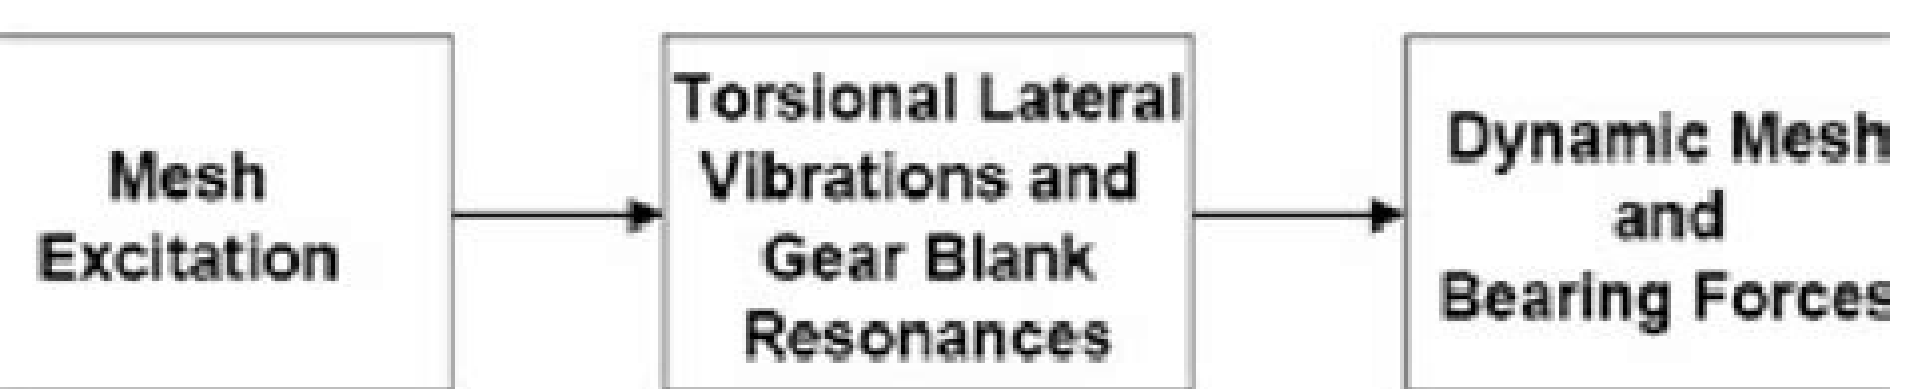 Mesh
Excitation
Torsional Lateral
Vibrations and
Gear Blank
Resonances
Dynamic Mesh
and
Bearing Forces